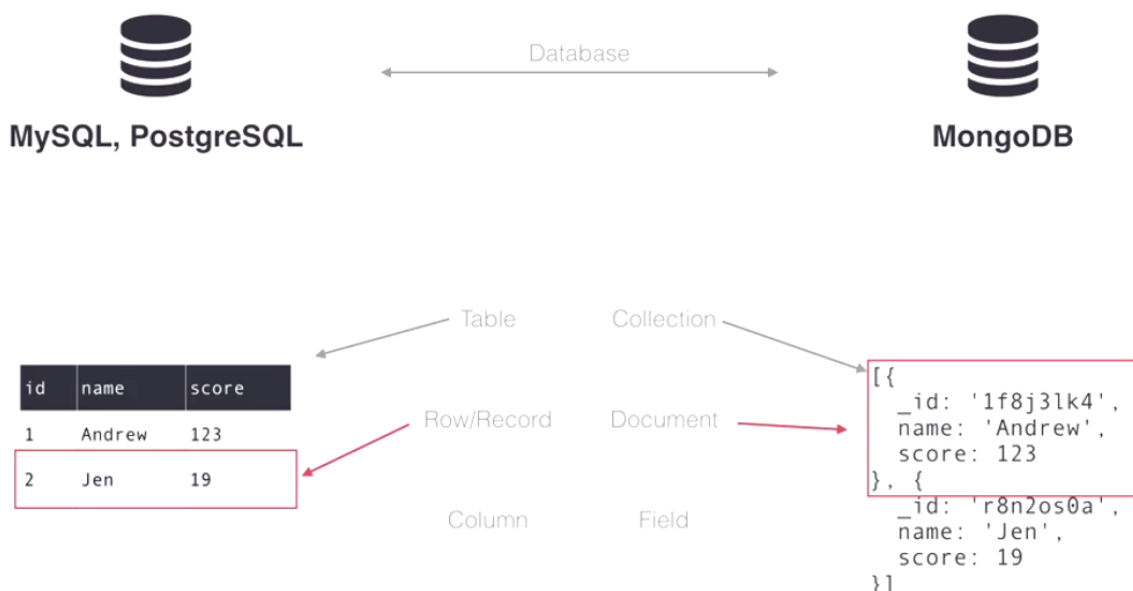 Database
MySQL, PostgreSQL
MongoDB
Table
Collection
id name score
1 Andrew 123
2 Jen 19
Row/Record
Document
Column
Field
[{
_id: '1f8j3lk4',
name: 'Andrew',
score: 123
}, {
_id: 'r8n2os0a',
name: 'Jen',
score: 19
}]